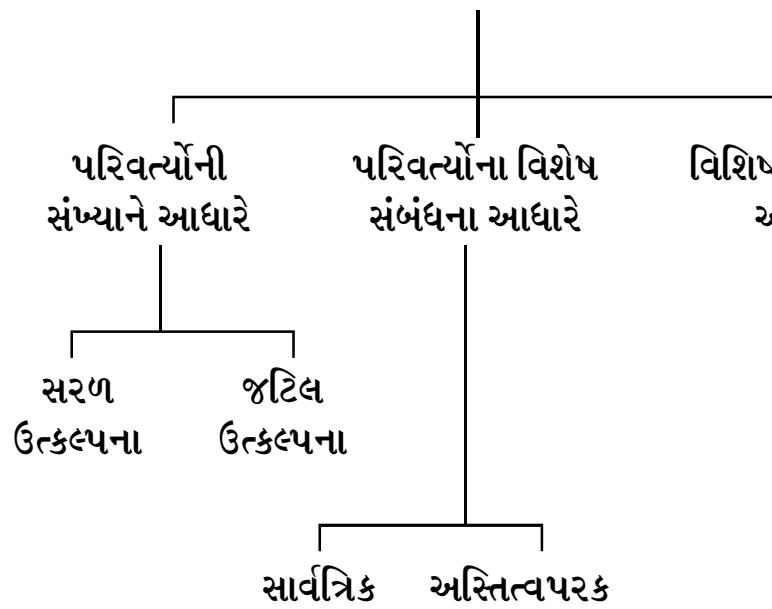 પરિવર્ત્યોની
સંખ્યાને આધારે
પરિવર્ત્યોના વિશેષ
સંબંધના આધારે
સરળ
ઉત્કલ્પના
જટિલ
ઉત્કલ્પના
સાર્વત્રિક
અસ્તિત્વપરક